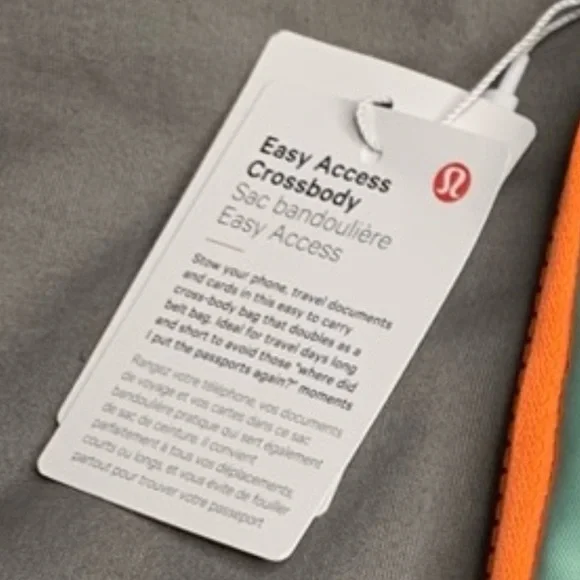 Easy Access
Crossbody
Sac bandoulière
Easy Access
Stow your phone, travel documents
and cards in this easy to carry
cross-body bag that doubles as a
belt bag. Ideal for travel days long
and short to avoid those "where did
I put the passports again?" moments
Rangez votre téléphone, vos documents
de voyage et vos cartes dans ce sac
bandoulière pratique qui sert également
de sac de ceinture. Il convient
parfaitement à tous vos déplacements,
courts ou longs, et vous évite de fouiller
partout pour trouver votre passeport